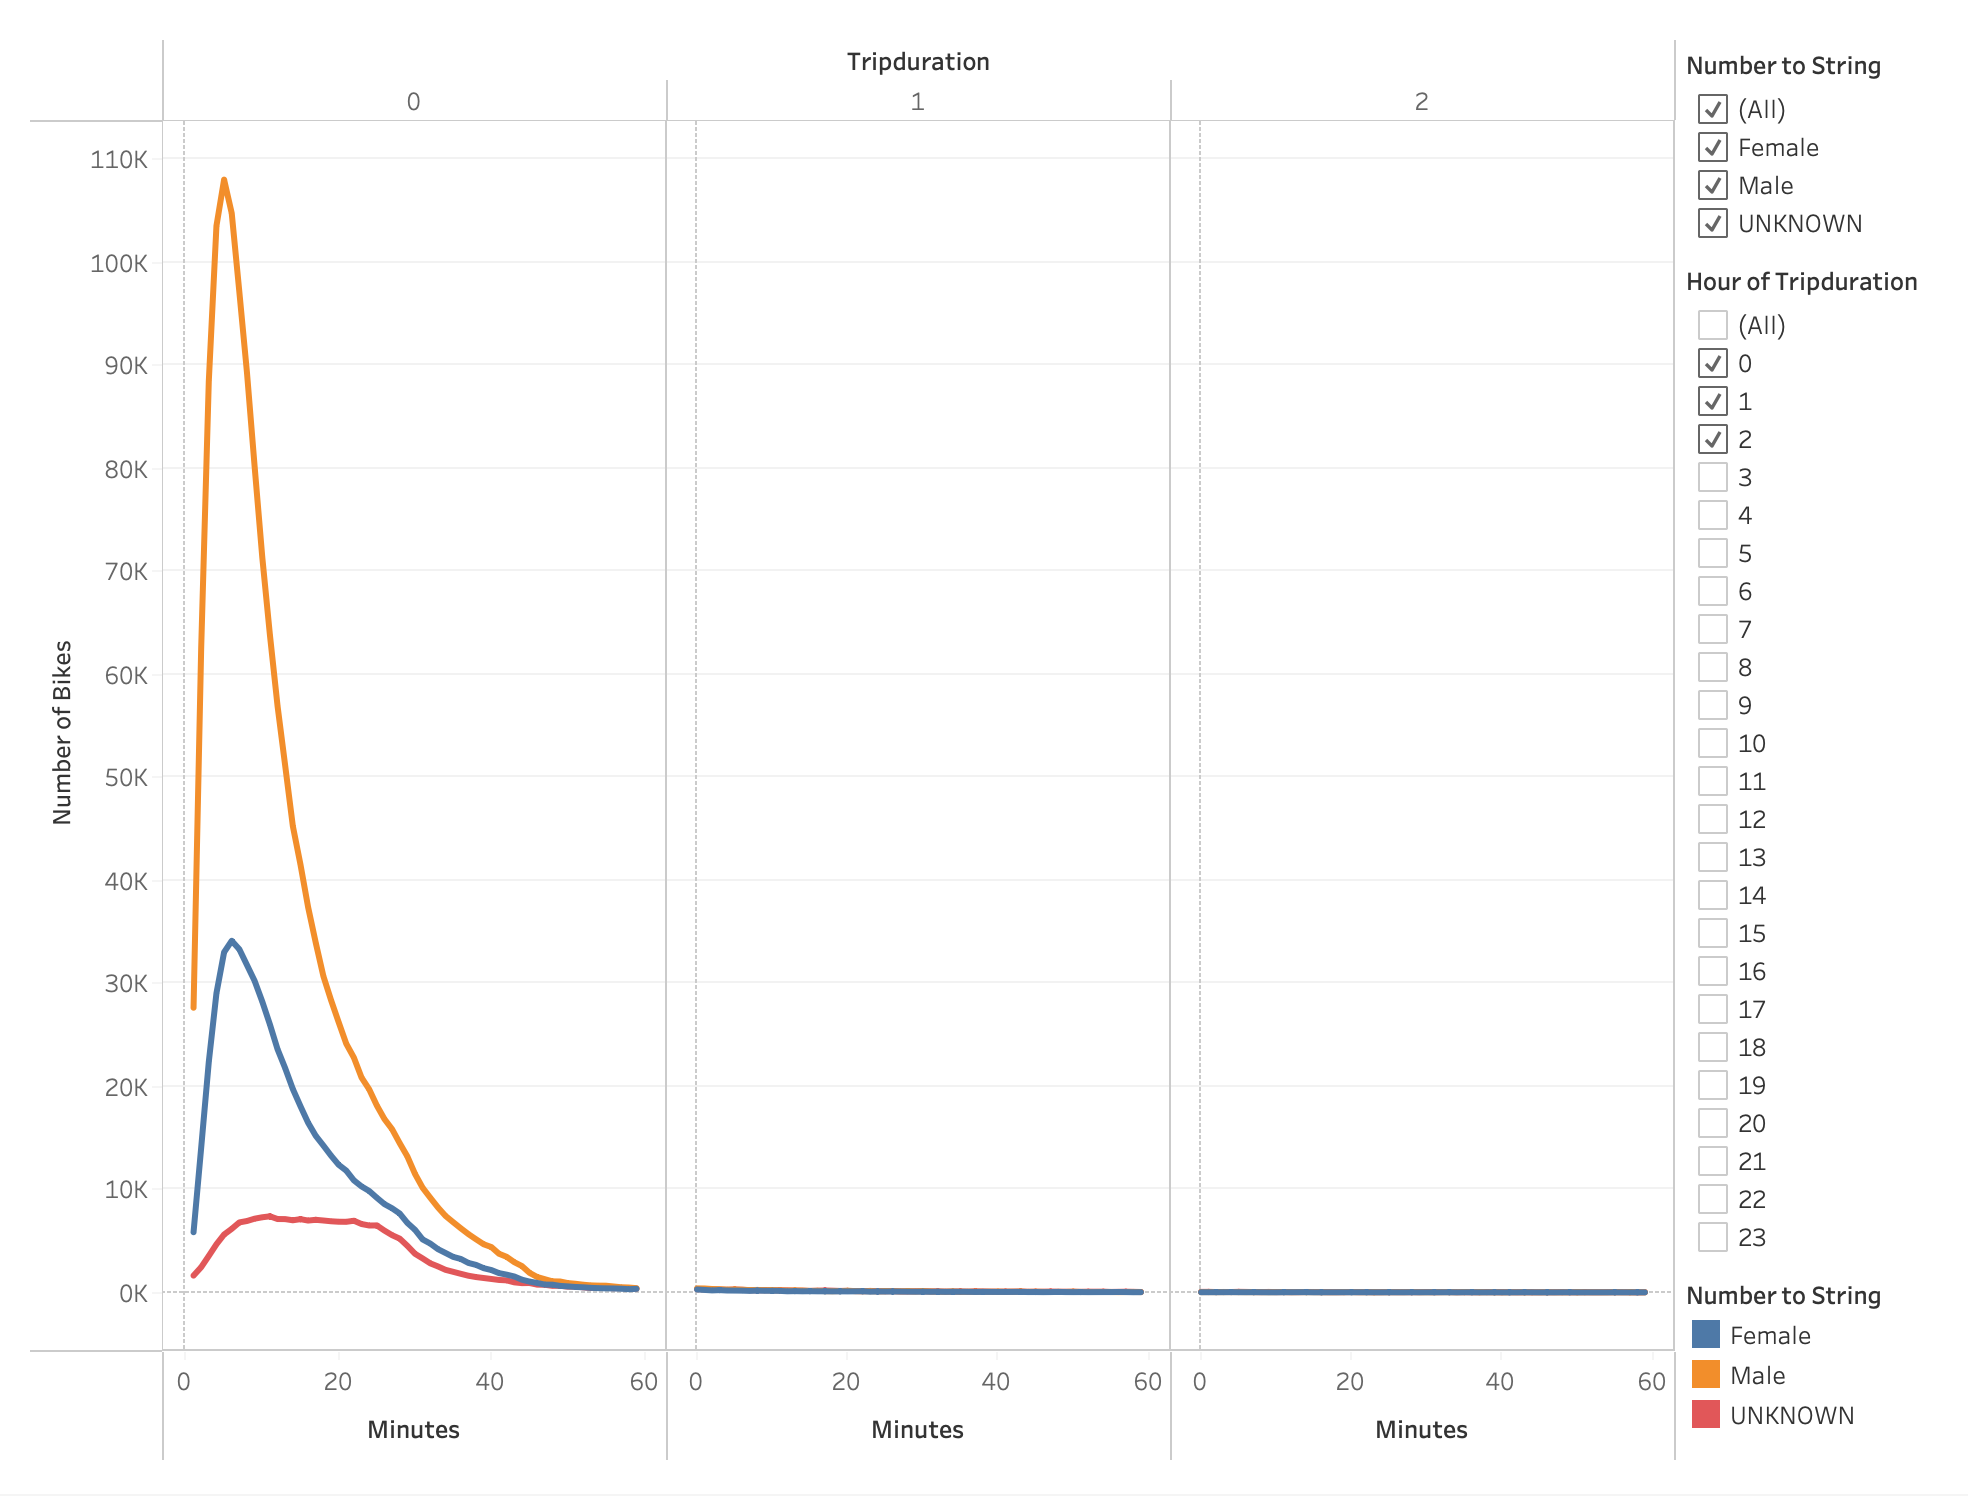 Tripduration
0 1 2
110K
100K
90K
80K
70K
60K
50K
40K
30K
20K
10K
0K
Number of Bikes
0 20 40 60 0 20 40 60 0 20 40 60
Minutes Minutes Minutes
Number to String
(All)
Female
Male
UNKNOWN
Hour of Tripduration
(All)
0
1
2
3
4
5
6
7
8
9
10
11
12
13
14
15
16
17
18
19
20
21
22
23
Number to String
Female
Male
UNKNOWN